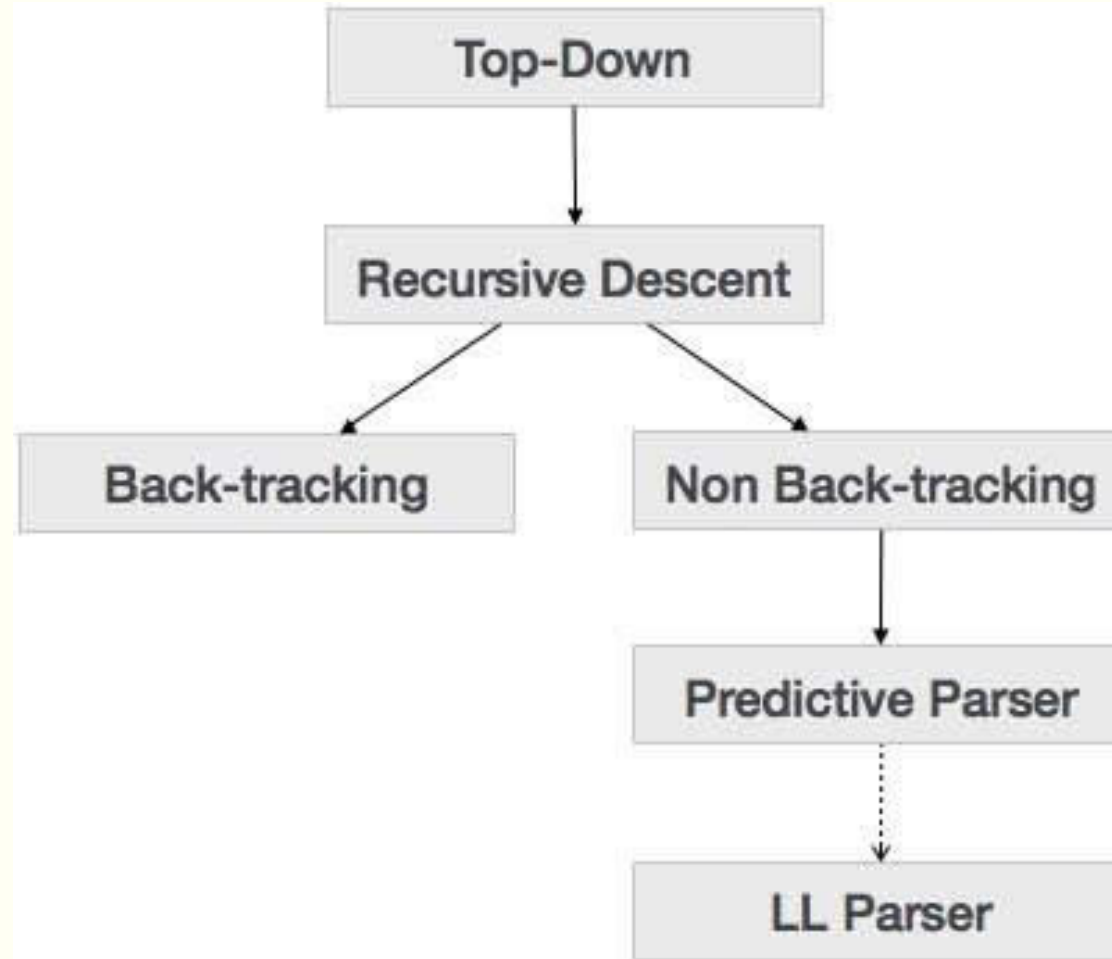 Top-Down
Recursive Descent
Back-tracking
Non Back-tracking
Predictive Parser
LL Parser